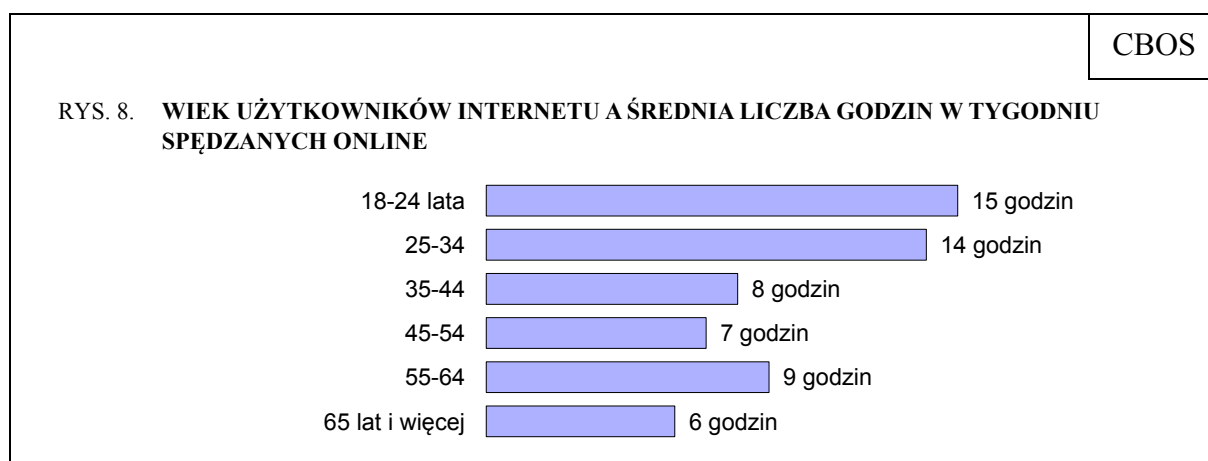 CBOS
RYS. 8. WIEK UŻYTKOWNIKÓW INTERNETU A ŚREDNIA LICZBA GODZIN W TYGODNIU
SPĘDZANYCH ONLINE
18-24 lata 15 godzin
25-34 14 godzin
35-44 8 godzin
45-54 7 godzin
55-64 9 godzin
65 lat i więcej 6 godzin